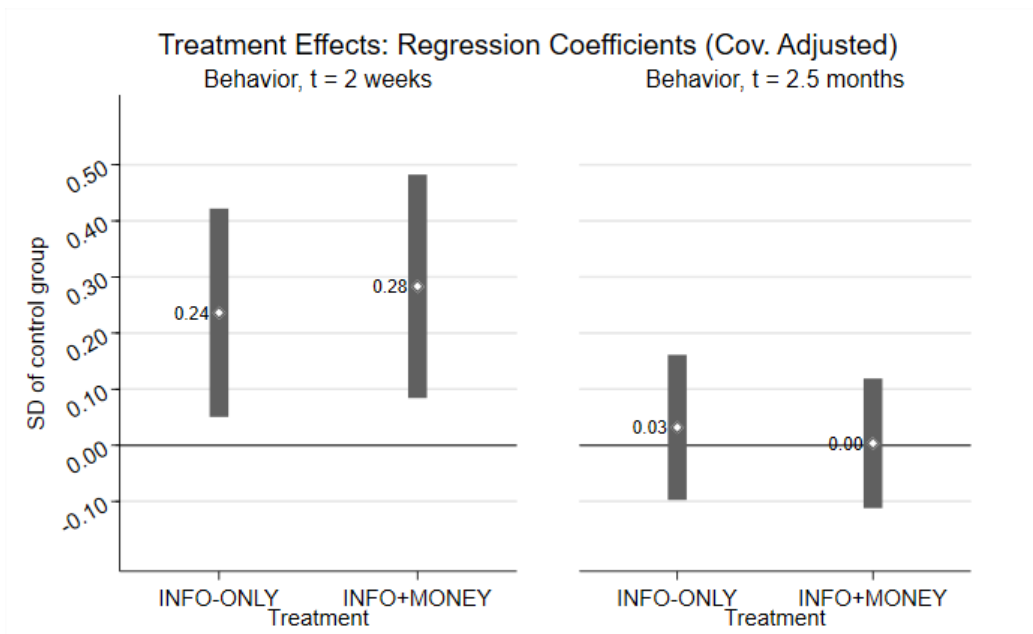 Treatment Effects: Regression Coefficients (Cov. Adjusted)
Behavior, t = 2 weeks
Behavior, t = 2.5 months
SD of control group
0.50
0.40
0.30
0.20
0.10
0.00
-0.10
0.24
0.28
0.03
0.00
INFO-ONLY
INFO+MONEY
Treatment
INFO-ONLY
INFO+MONEY
Treatment